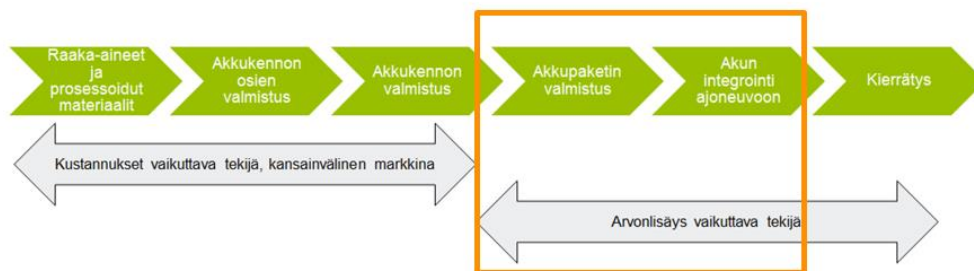 Raaka-aineet
ja
prosessoidut
materiaalit
Akkukennon
osien
valmistus
Akkukennon
valmistus
Akkupaketin
valmistus
Akun
integrointi
ajoneuvoon
Kierrätys
Kustannukset vaikuttava tekijä, kansainvälinen markkina
Arvonlisäys vaikuttava tekijä